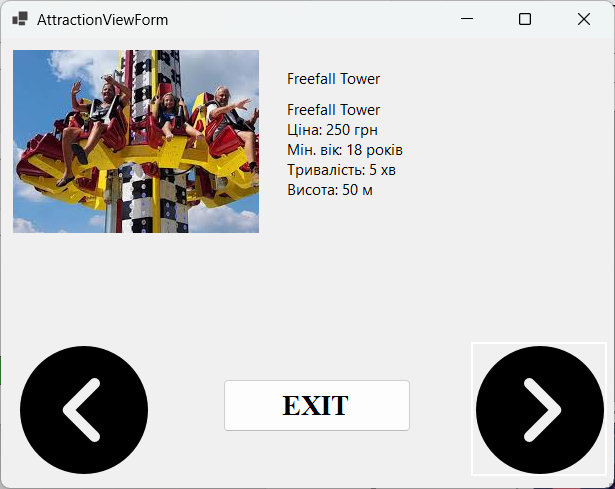 AttractionViewForm
Freefall Tower
Freefall Tower
Ціна: 250 грн
Мін. вік: 18 років
Тривалість: 5 хв
Висота: 50 м
EXIT